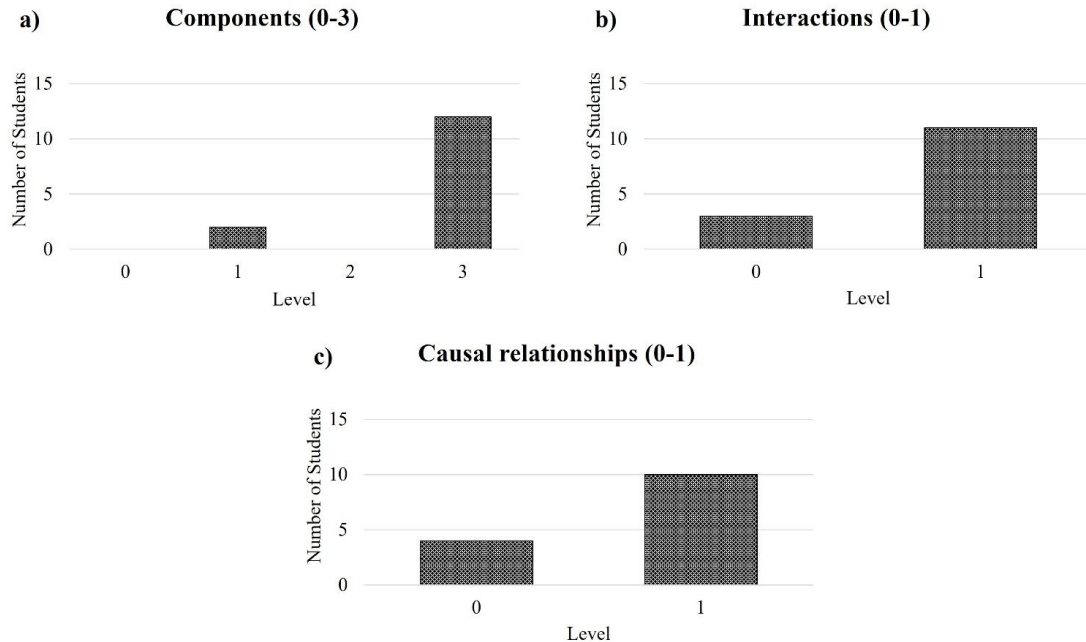 a)
Components (0-3)
Number of Students
15
10
5
0
0 1 2 3
Level
b)
Interactions (0-1)
Number of Students
15
10
5
0
0 1
Level
c)
Causal relationships (0-1)
Number of Students
15
10
5
0
0 1
Level